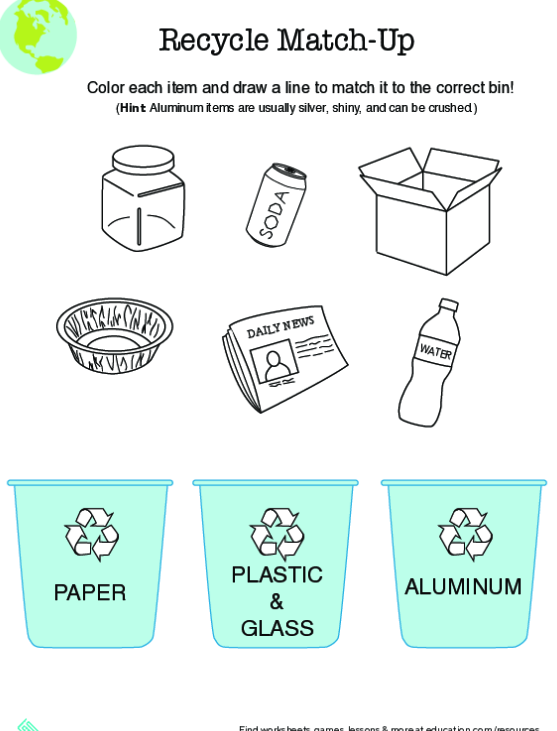 Recycle Match-Up
Color each item and draw a line to match it to the correct bin!
(Hint: Aluminum items are usually silver, shiny, and can be crushed.)
SODA
DAILY NEWS
WATER
PAPER
PLASTIC
&
GLASS
ALUMINUM
Find worksheets, games, lessons & more at education.com/resources